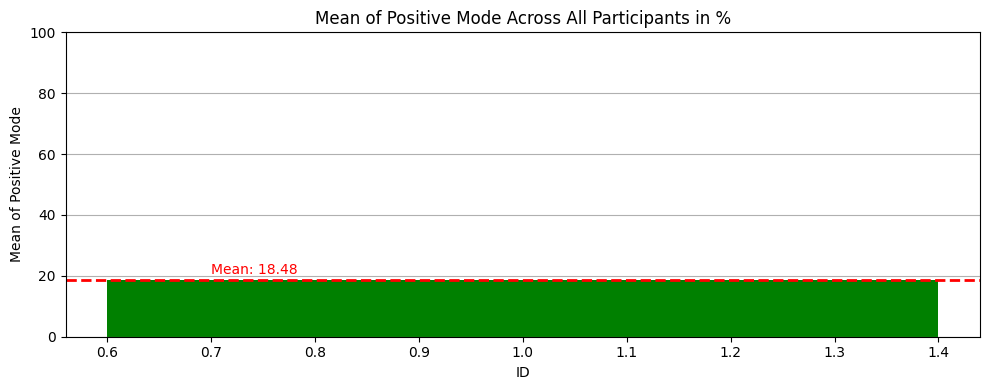 Mean of Positive Mode Across All Participants in %
Mean of Positive Mode
100
80
60
40
20
0
Mean: 18.48
0.6 0.7 0.8 0.9 1.0 1.1 1.2 1.3 1.4
ID